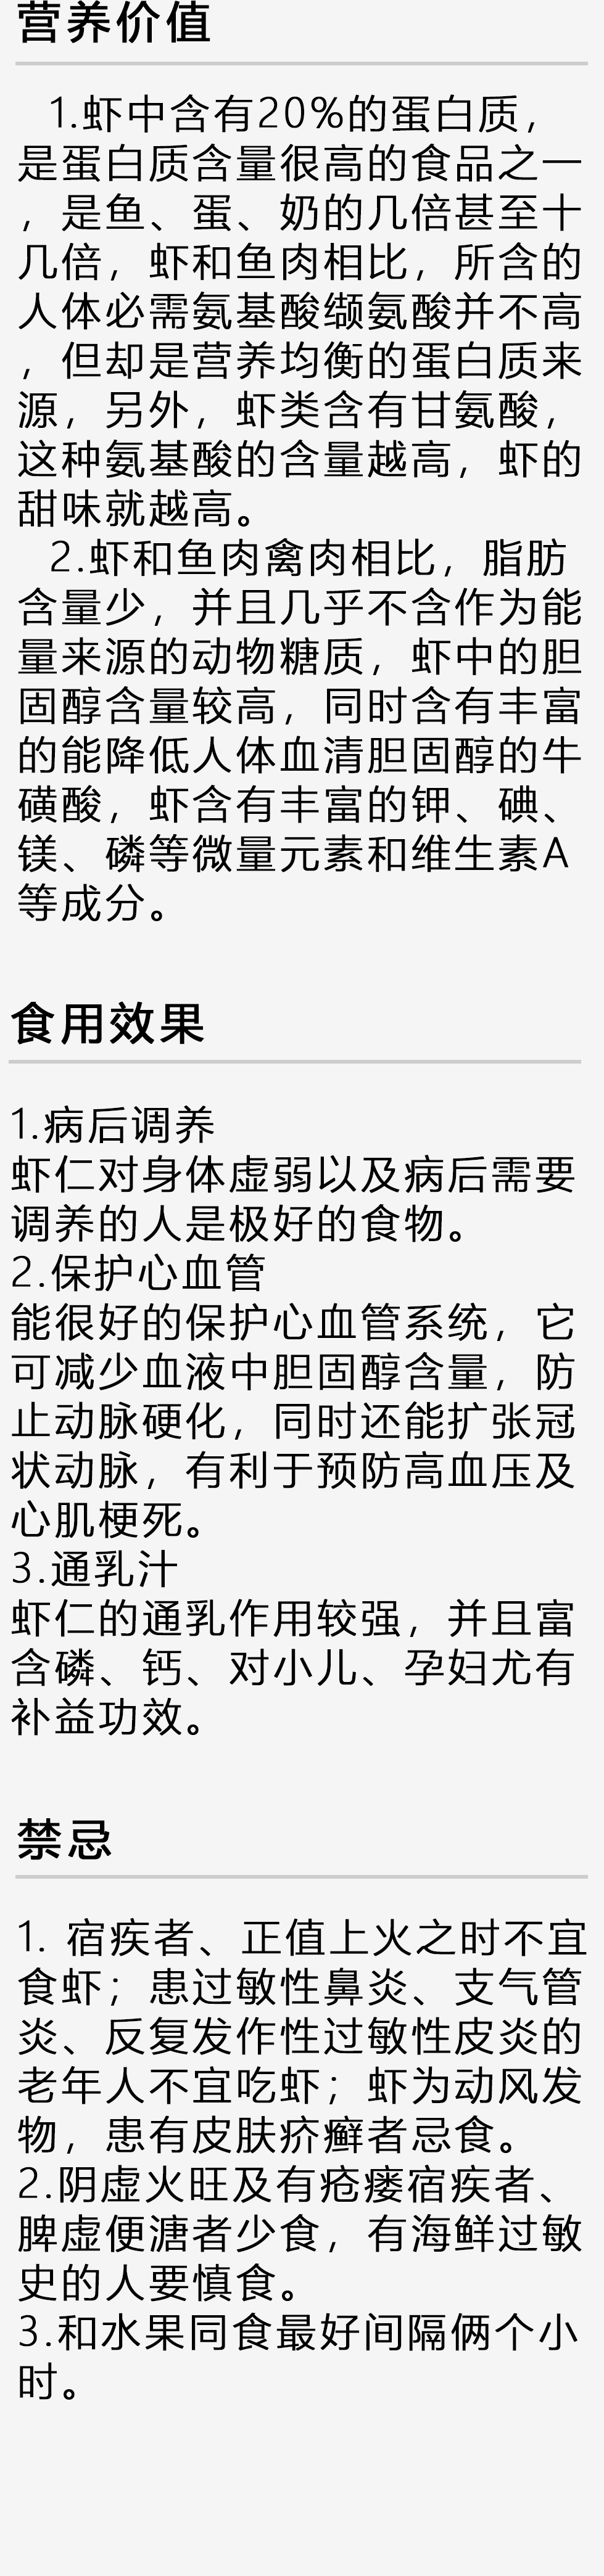 营养价值
1.虾中含有20%的蛋白质，
是蛋白质含量很高的食品之一
，是鱼、蛋、奶的几倍甚至十
几倍，虾和鱼肉相比，所含的
人体必需氨基酸缬氨酸并不高
，但却是营养均衡的蛋白质来
源，另外，虾类含有甘氨酸，
这种氨基酸的含量越高，虾的
甜味就越高。
2.虾和鱼肉禽肉相比，脂肪
含量少，并且几乎不含作为能
量来源的动物糖质，虾中的胆
固醇含量较高，同时含有丰富
的能降低人体血清胆固醇的牛
磺酸，虾含有丰富的钾、碘、
镁、磷等微量元素和维生素A
等成分。
食用效果
1.病后调养
虾仁对身体虚弱以及病后需要
调养的人是极好的食物。
2.保护心血管
能很好的保护心血管系统，它
可减少血液中胆固醇含量，防
止动脉硬化，同时还能扩张冠
状动脉，有利于预防高血压及
心肌梗死。
3.通乳汁
虾仁的通乳作用较强，并且富
含磷、钙、对小儿、孕妇尤有
补益功效。
禁忌
1. 宿疾者、正值上火之时不宜
食虾；患过敏性鼻炎、支气管
炎、反复发作性过敏性皮炎的
老年人不宜吃虾；虾为动风发
物，患有皮肤疥癣者忌食。
2.阴虚火旺及有疮瘘宿疾者、
脾虚便溏者少食，有海鲜过敏
史的人要慎食。
3.和水果同食最好间隔俩个小
时。